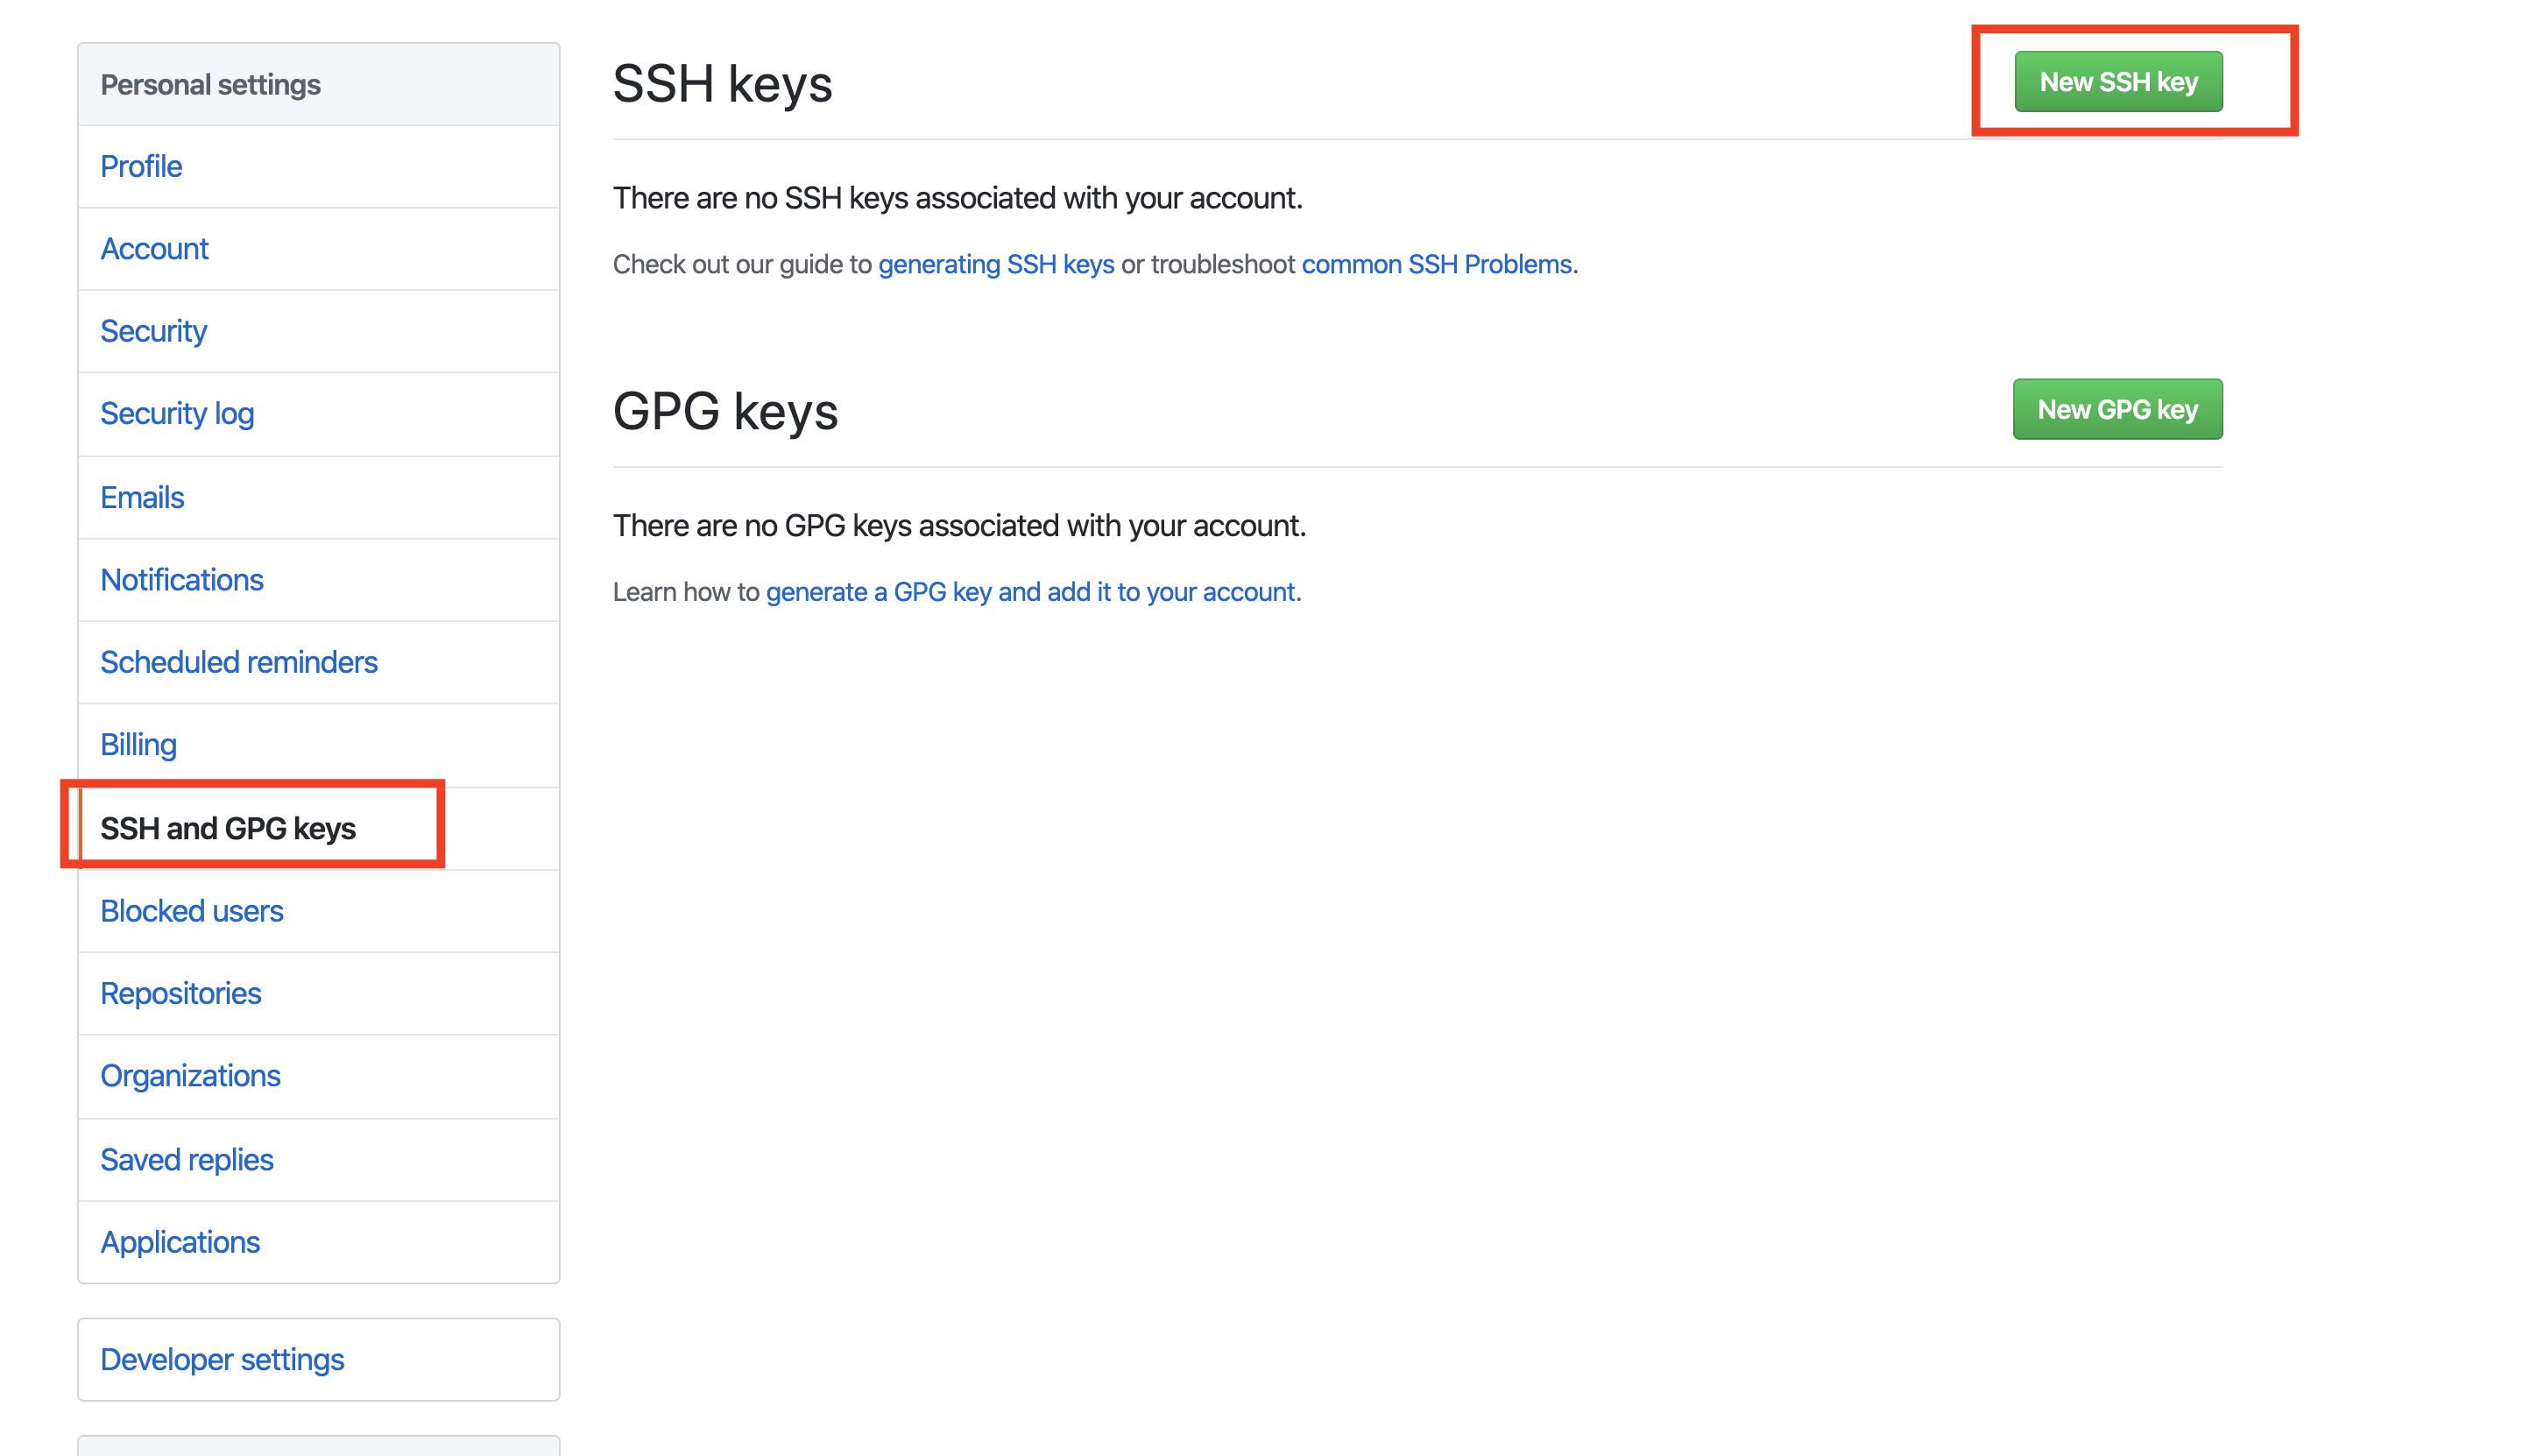 Personal settings
Profile
Account
Security
Security log
Emails
Notifications
Scheduled reminders
Billing
SSH and GPG keys
Blocked users
Repositories
Organizations
Saved replies
Applications
Developer settings
SSH keys
New SSH key
There are no SSH keys associated with your account.
Check out our guide to generating SSH keys or troubleshoot common SSH Problems.
GPG keys
New GPG key
There are no GPG keys associated with your account.
Learn how to generate a GPG key and add it to your account.